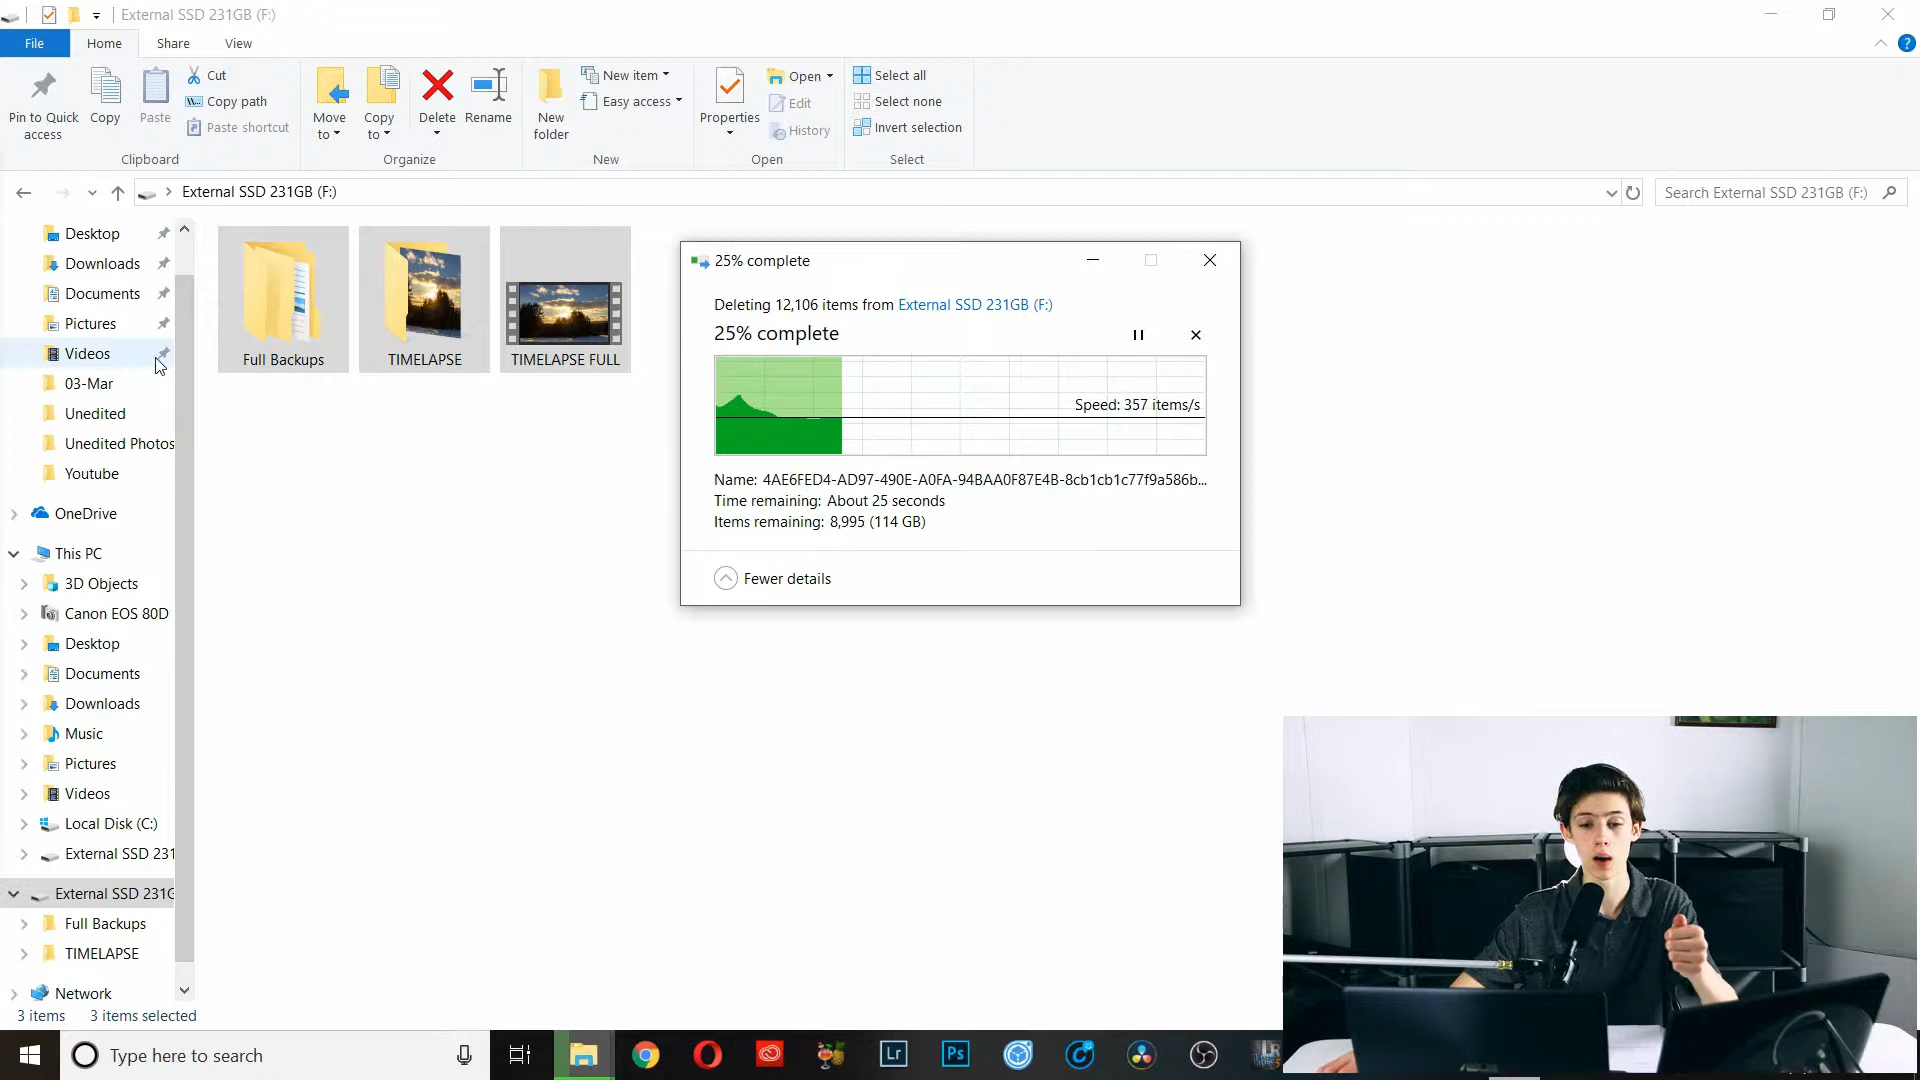 External SSD 231GB (F:)
File Home Share View
Pin to Quick access
Copy
Paste
Cut
Copy path
Paste shortcut
Clipboard
Move to
Copy to
Delete
Rename
Organize
New folder
New item
Easy access
New
Properties
Open
Edit
History
Open
Select all
Select none
Invert selection
Select
External SSD 231GB (F:)
Search External SSD 231GB (F:)
Desktop
Downloads
Documents
Pictures
Videos
03-Mar
Unedited
Unedited Photos
Youtube
OneDrive
This PC
3D Objects
Canon EOS 80D
Desktop
Documents
Downloads
Music
Pictures
Videos
Local Disk (C:)
External SSD 231
External SSD 231G
Full Backups
TIMELAPSE
Network
3 items 3 items selected
Full Backups
TIMELAPSE
TIMELAPSE FULL
25% complete
Deleting 12,106 items from External SSD 231GB (F:)
25% complete
Speed: 357 items/s
Name: 4AE6FED4-AD97-490E-A0FA-94BAA0F87E4B-8cb1cb1c77f9a586b...
Time remaining: About 25 seconds
Items remaining: 8,995 (114 GB)
Fewer details
Type here to search
Lr
Ps